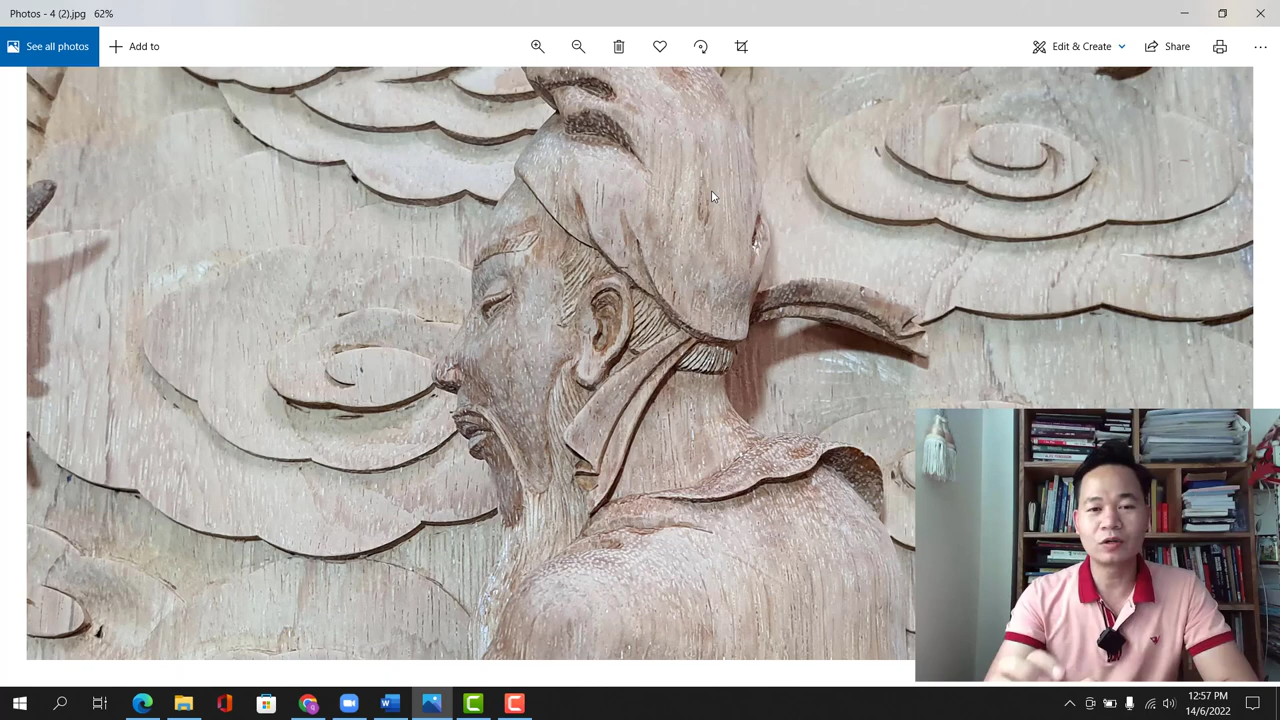 Photos - 4 (2).jpg 62%
See all photos
Add to
Edit & Create
Share
12:57 PM
14/6/2022